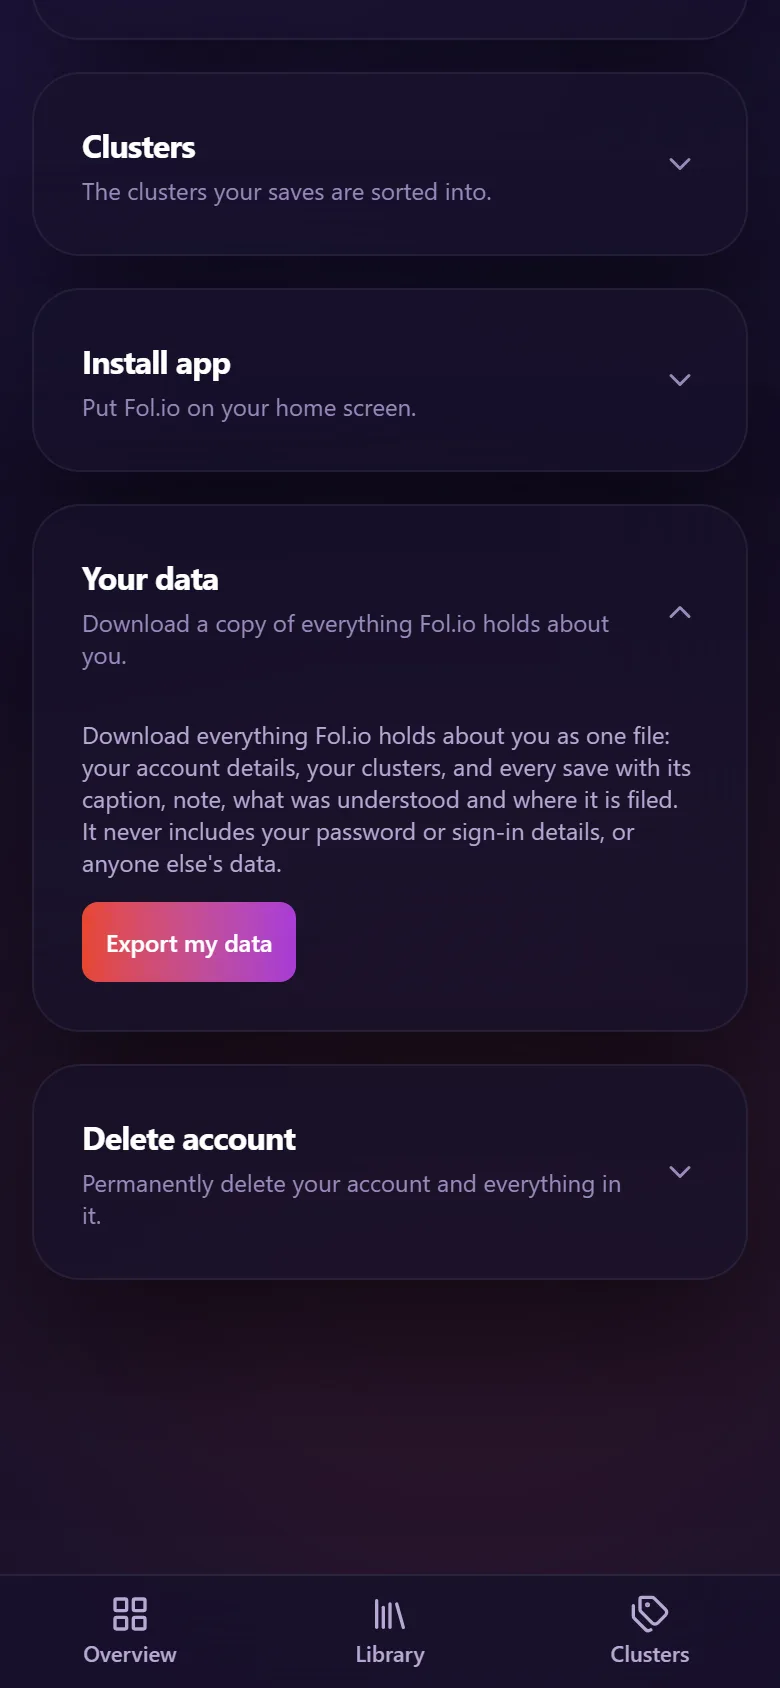 Clusters
The clusters your saves are sorted into.
Install app
Put Fol.io on your home screen.
Your data
Download a copy of everything Fol.io holds about
you.
Download everything Fol.io holds about you as one file:
your account details, your clusters, and every save with its
caption, note, what was understood and where it is filed.
It never includes your password or sign-in details, or
anyone else's data.
Export my data
Delete account
Permanently delete your account and everything in
it.
Overview
Library
Clusters